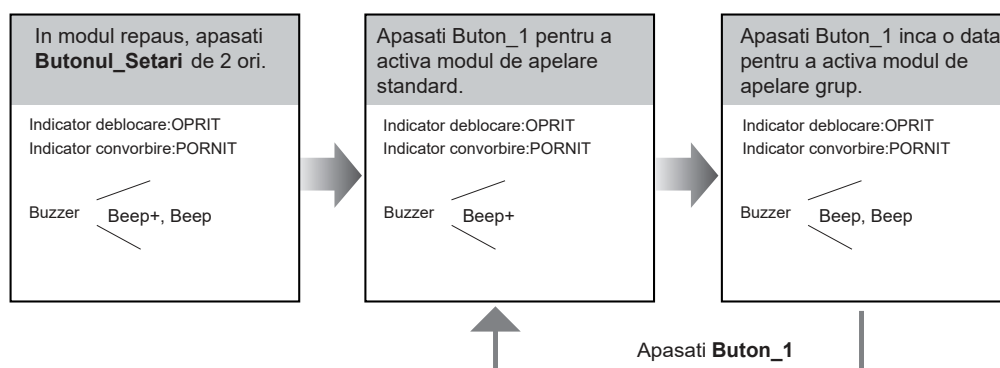 In modul repaus, apasati
Butonul_Setari de 2 ori.
Indicator deblocare:OPRIT
Indicator convorbire:PORNIT
Buzzer
Beep+, Beep
Apasati Buton_1 pentru a
activa modul de apelare
standard.
Indicator deblocare:OPRIT
Indicator convorbire:PORNIT
Buzzer
Beep+
Apasati Buton_1 inca o data
pentru a activa modul de
apelare grup.
Indicator deblocare:OPRIT
Indicator convorbire:PORNIT
Buzzer
Beep, Beep
Apasati Buton_1